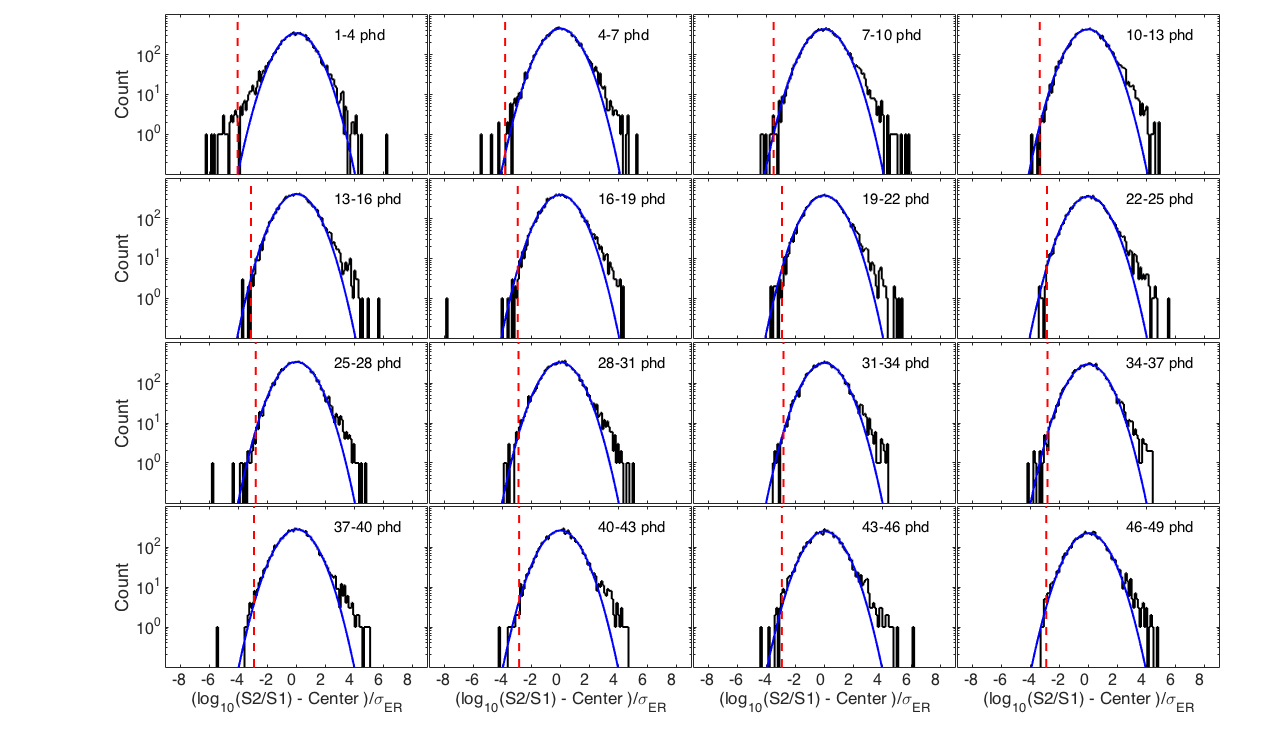 1-4 phd 4-7 phd 7-10 phd 10-13 phd
Count 10² 10¹ 10⁰
13-16 phd 16-19 phd 19-22 phd 22-25 phd
Count 10² 10¹ 10⁰
25-28 phd 28-31 phd 31-34 phd 34-37 phd
Count 10² 10¹ 10⁰
37-40 phd 40-43 phd 43-46 phd 46-49 phd
Count 10² 10¹ 10⁰
-8 -6 -4 -2 0 2 4 6 -8 -6 -4 -2 0 2 4 6 -8 -6 -4 -2 0 2 4 6 -8 -6 -4 -2 0 2 4 6 8
(log₁₀(S2/S1) - Center )/σ_ER (log₁₀(S2/S1) - Center )/σ_ER (log₁₀(S2/S1) - Center )/σ_ER (log₁₀(S2/S1) - Center )/σ_ER